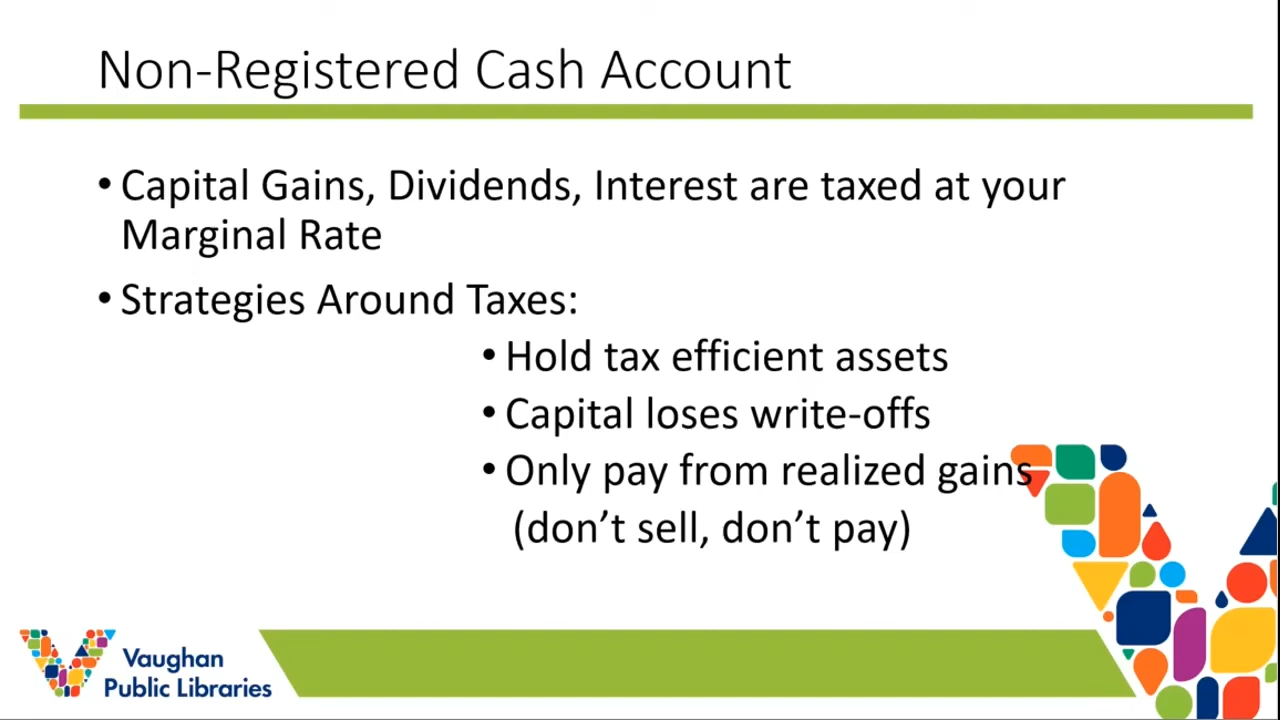 Non-Registered Cash Account
• Capital Gains, Dividends, Interest are taxed at your
Marginal Rate
• Strategies Around Taxes:
• Hold tax efficient assets
• Capital loses write-offs
• Only pay from realized gains
(don’t sell, don’t pay)
Vaughan
Public Libraries